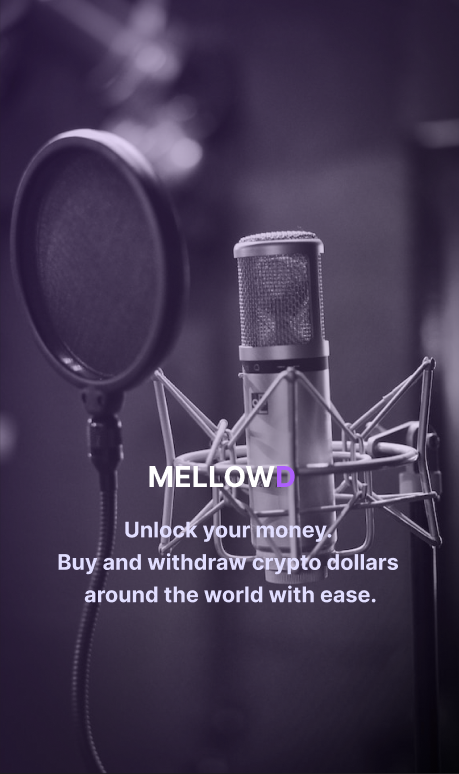 MELLOWD
Unlock your money.
Buy and withdraw crypto dollars
around the world with ease.